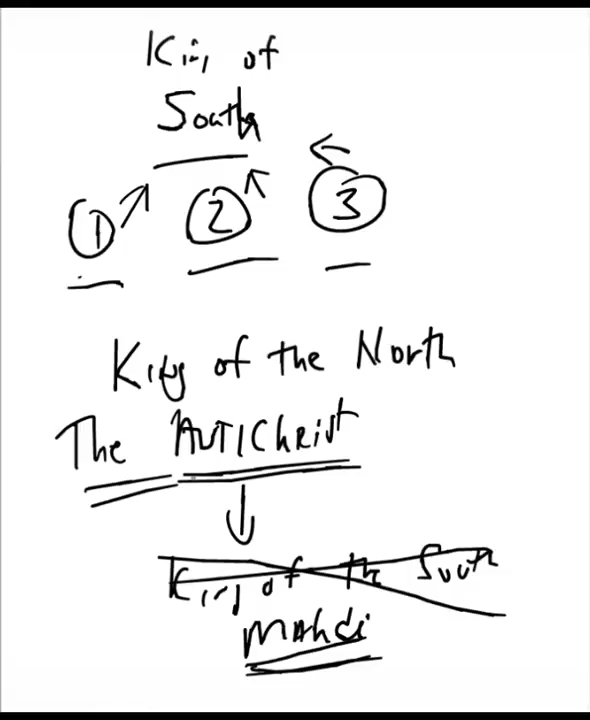 King of
South
1 2 3
King of the North
The ANTIChrist
King of the South
MAhdi